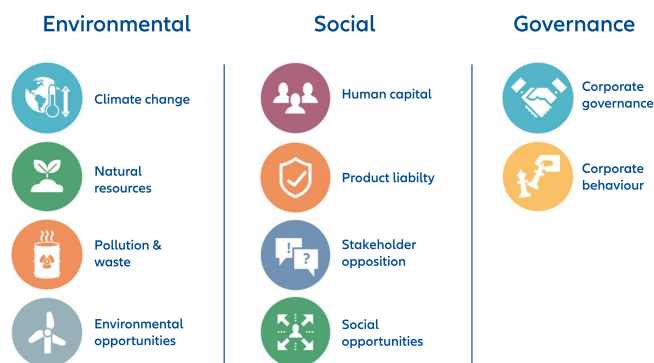 Environmental
Climate change
Natural
resources
Pollution &
waste
Environmental
opportunities
Social
Human capital
Product liabilty
Stakeholder
opposition
Social
opportunities
Governance
Corporate
governance
Corporate
behaviour
! ?